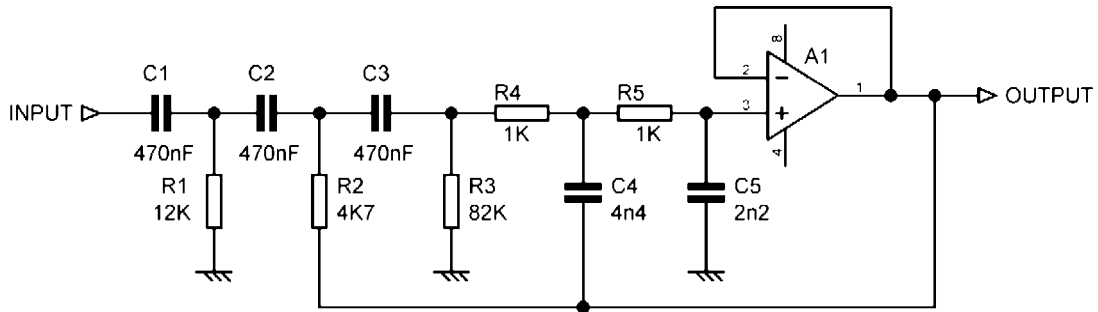 INPUT
C1
470nF
R1
12K
C2
470nF
R2
4K7
C3
470nF
R3
82K
R4
1K
C4
4n4
R5
1K
C5
2n2
A1
8
2
-
3
+
1
4
OUTPUT